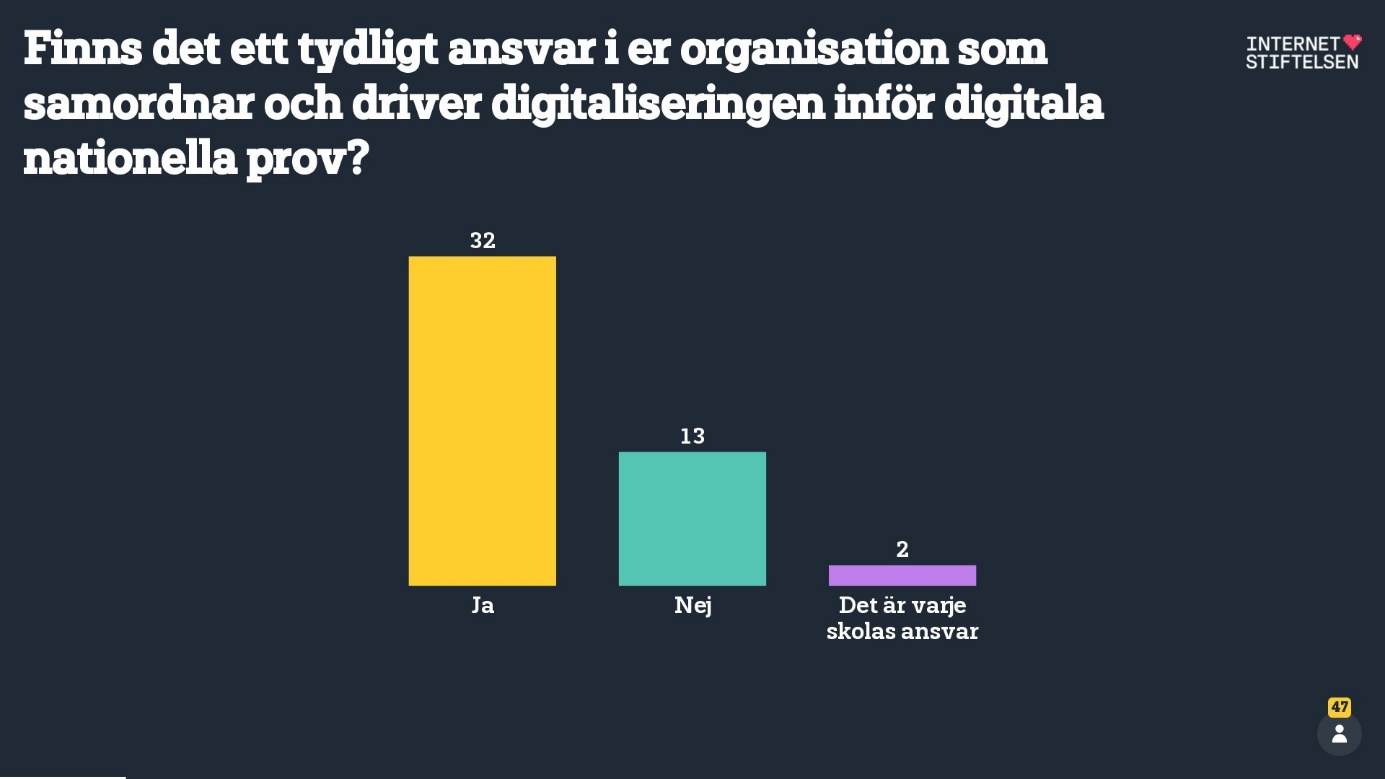 Finns det ett tydligt ansvar i er organisation som
samordnar och driver digitaliseringen inför digitala
nationella prov?
INTERNET
STIFTELSEN
32
13
2
Ja
Nej
Det är varje
skolas ansvar
47